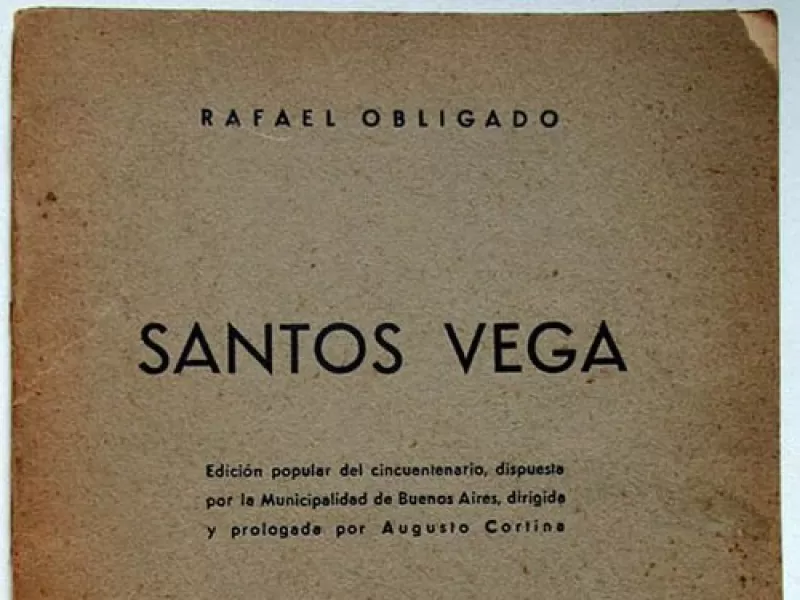 RAFAEL OBLIGADO
SANTOS VEGA
Edición popular del cincuentenario, dispuesta
por la Municipalidad de Buenos Aires, dirigida
y prologada por Augusto Cortina